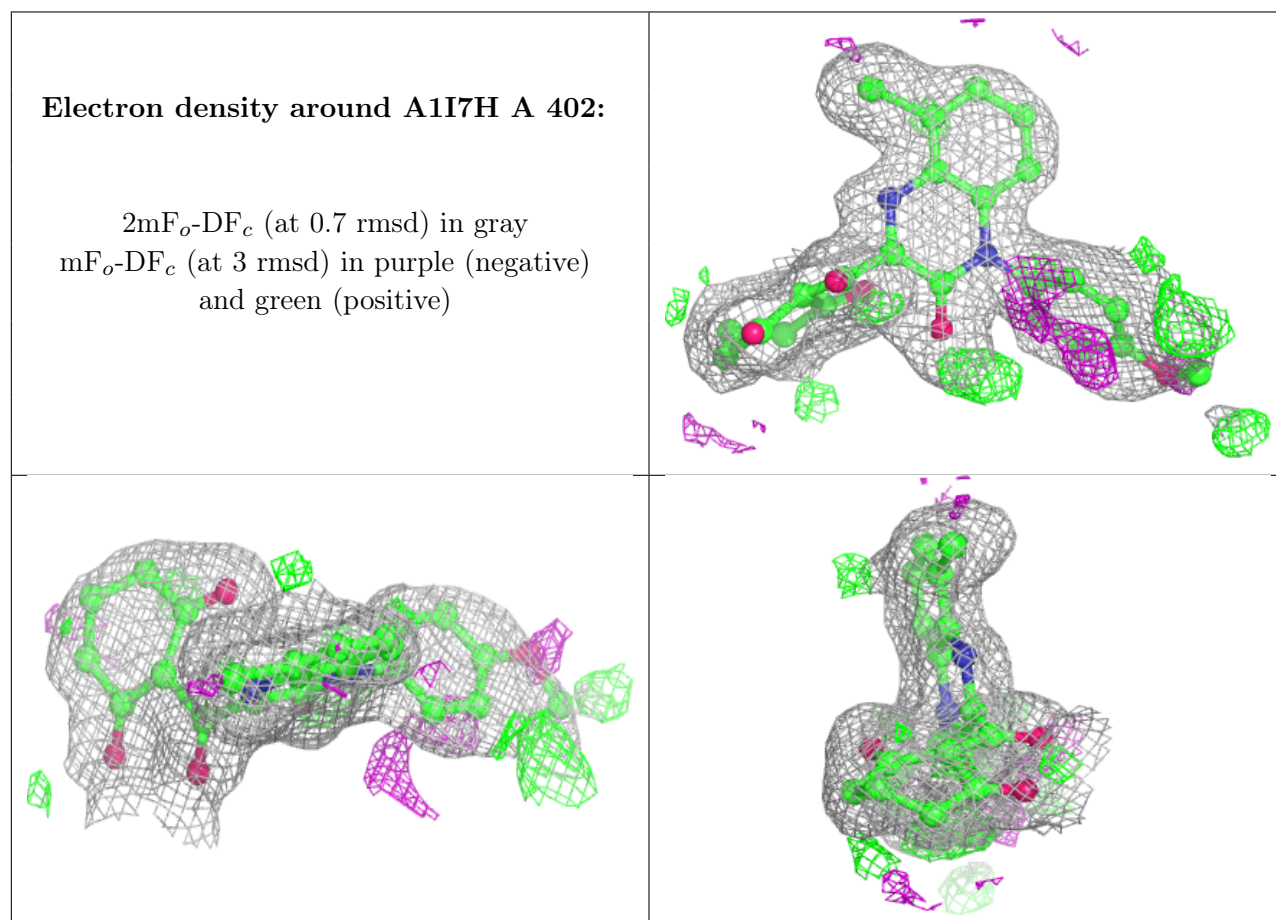 Electron density around A1I7H A 402:
2mFo-DFc (at 0.7 rmsd) in gray
mFo-DFc (at 3 rmsd) in purple (negative)
and green (positive)